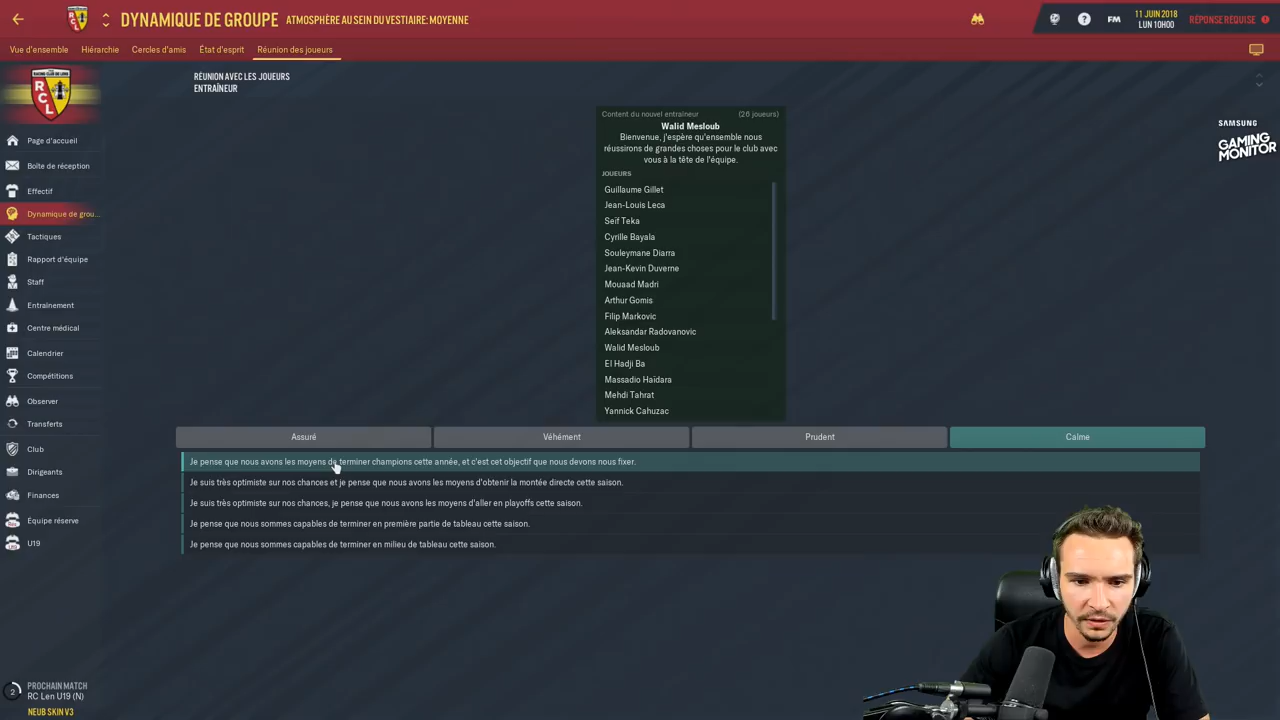 DYNAMIQUE DE GROUPE ATMOSPHÈRE AU SEIN DU VESTIAIRE: MOYENNE
FM
11 JUIN 2018
LUN 10H00
RÉPONSE REQUISE
Vue d'ensemble
Hiérarchie
Cercles d'amis
État d'esprit
Réunion des joueurs
RACING CLUB DE LENS
RCL
RÉUNION AVEC LES JOUEURS
ENTRAÎNEUR
SAMSUNG
GAMING
MONITOR
Page d'accueil
Boîte de réception
Effectif
Dynamique de grou...
Tactiques
Rapport d'équipe
Staff
Entraînement
Centre médical
Calendrier
Compétitions
Observer
Transferts
Club
Dirigeants
Finances
Équipe réserve
U19
Content du nouvel entraîneur (26 joueurs)
Walid Mesloub
Bienvenue, j'espère qu'ensemble nous
réussirons de grandes choses pour le club avec
vous à la tête de l'équipe.
JOUEURS
Guillaume Gillet
Jean-Louis Leca
Seïf Teka
Cyrille Bayala
Souleymane Diarra
Jean-Kevin Duverne
Mouaad Madri
Arthur Gomis
Filip Markovic
Aleksandar Radovanovic
Walid Mesloub
El Hadji Ba
Massadio Haïdara
Mehdi Tahrat
Yannick Cahuzac
Assuré
Véhément
Prudent
Calme
Je pense que nous avons les moyens de terminer champions cette année, et c'est cet objectif que nous devons nous fixer.
Je suis très optimiste sur nos chances et je pense que nous avons les moyens d'obtenir la montée directe cette saison.
Je suis très optimiste sur nos chances, je pense que nous avons les moyens d'aller en playoffs cette saison.
Je pense que nous sommes capables de terminer en première partie de tableau cette saison.
Je pense que nous sommes capables de terminer en milieu de tableau cette saison.
2
PROCHAIN MATCH
RC Len U19 (N)
NEUB SKIN V3